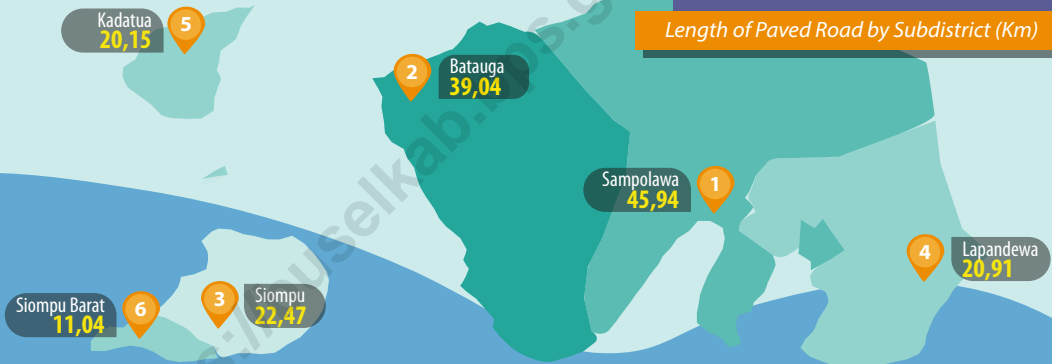 Length of Paved Road by Subdistrict (Km)
Kadatua
20,15
5
2
Batauga
39,04
Sampolawa
45,94
1
4
Lapandewa
20,91
Siompu Barat
11,04
6
3
Siompu
22,47